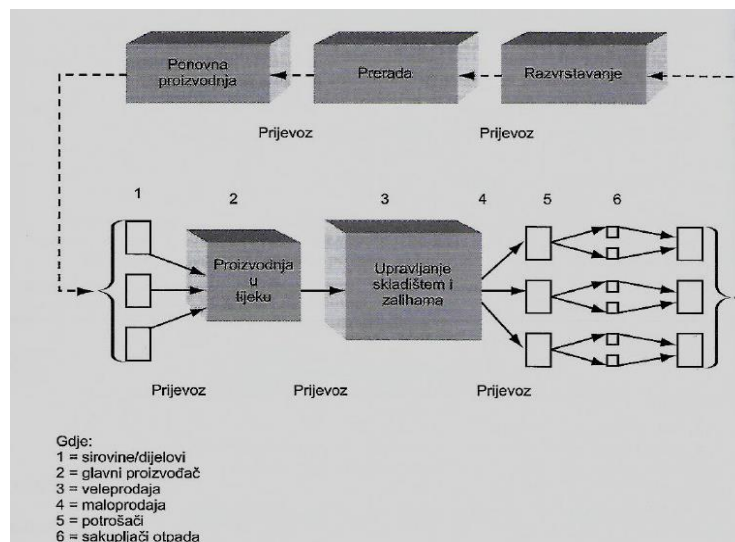 Ponovna
proizvodnja
Prerada
Razvrstavanje
Prijevoz
Prijevoz
1
2
3
4
5
6
Proizvodnja
u
tijeku
Upravljanje
skladištem i
zalihama
Prijevoz
Prijevoz
Prijevoz
Gdje:
1 = sirovine/dijelovi
2 = glavni proizvođač
3 = veleprodaja
4 = maloprodaja
5 = potrošači
6 = sakupljači otpada